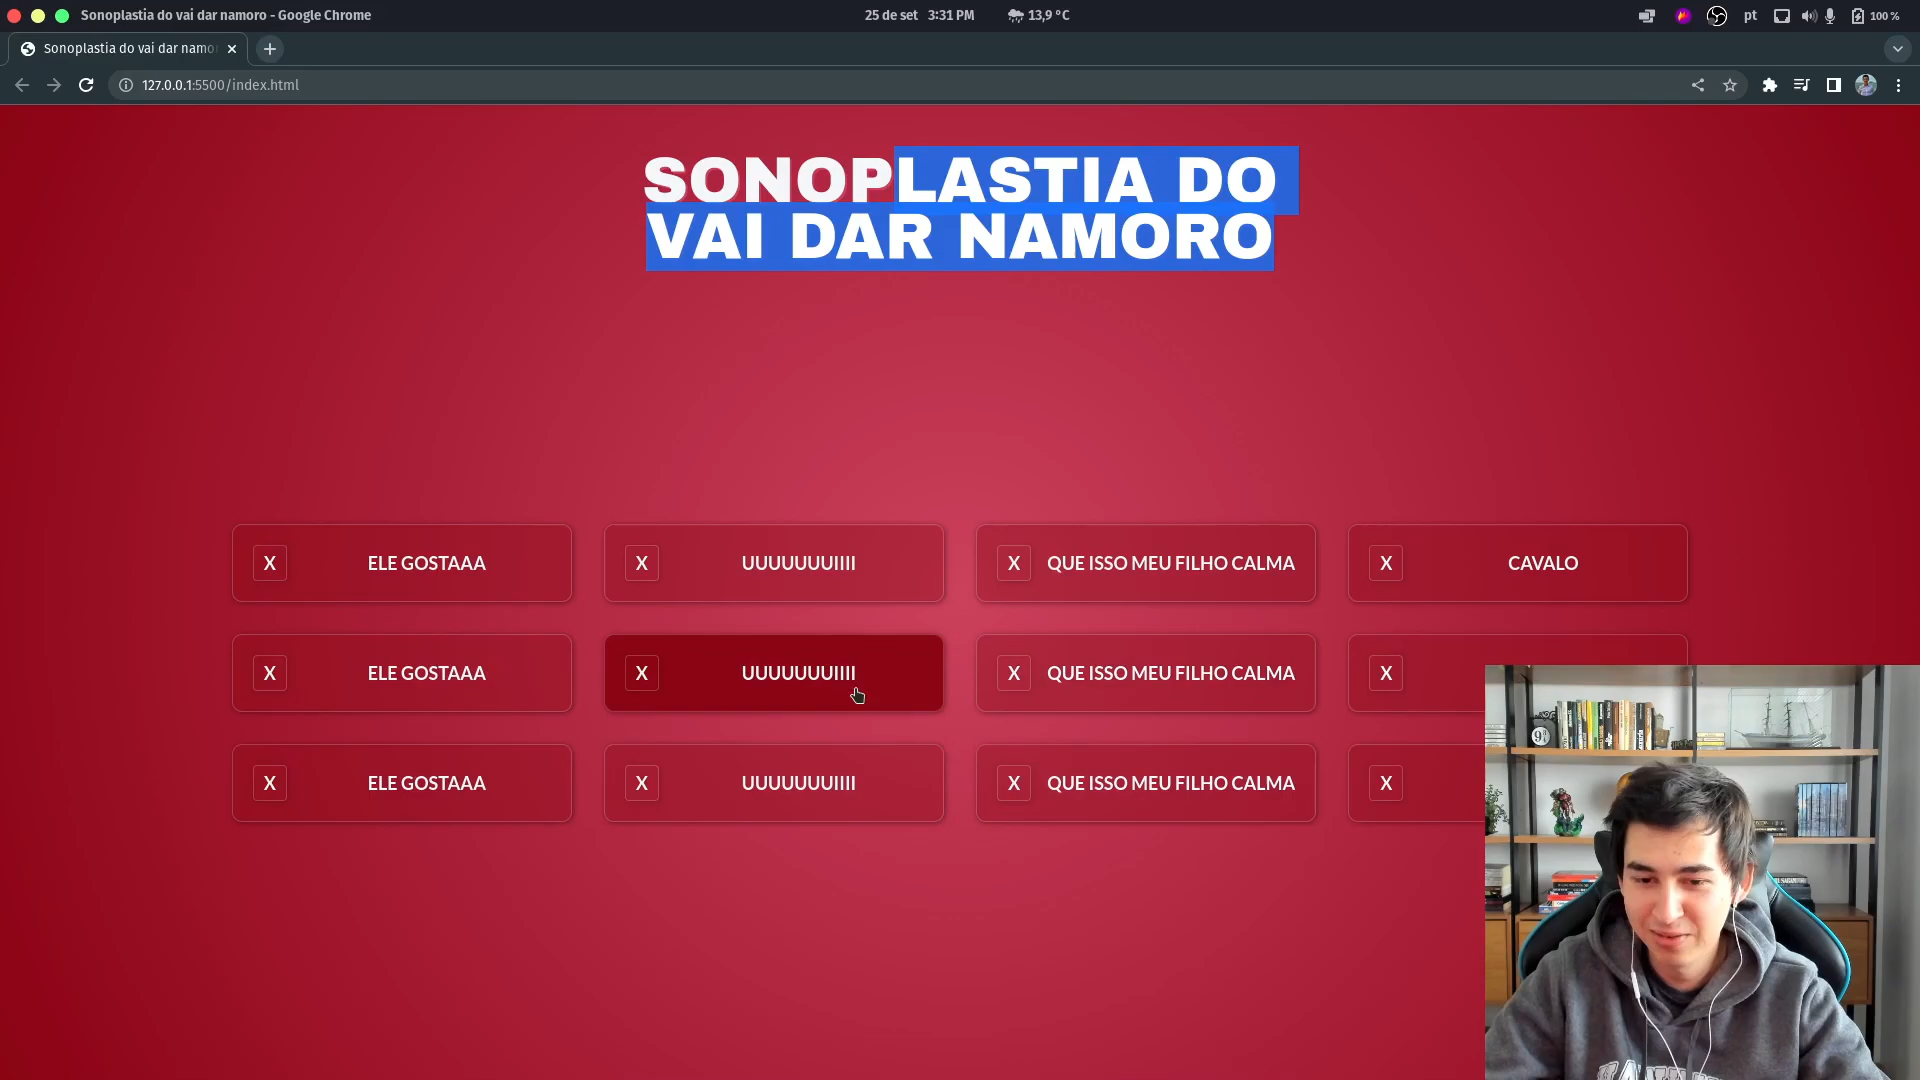 Sonoplastia do vai dar namoro - Google Chrome
25 de set 3:31 PM
13,9 °C
pt
100 %
Sonoplastia do vai dar namo
127.0.0.1:5500/index.html
SONOPLASTIA DO
VAI DAR NAMORO
X ELE GOSTAAA
X UUUUUUUIIII
X QUE ISSO MEU FILHO CALMA
X CAVALO
X ELE GOSTAAA
X UUUUUUUIIII
X QUE ISSO MEU FILHO CALMA
X
X ELE GOSTAAA
X UUUUUUUIIII
X QUE ISSO MEU FILHO CALMA
X